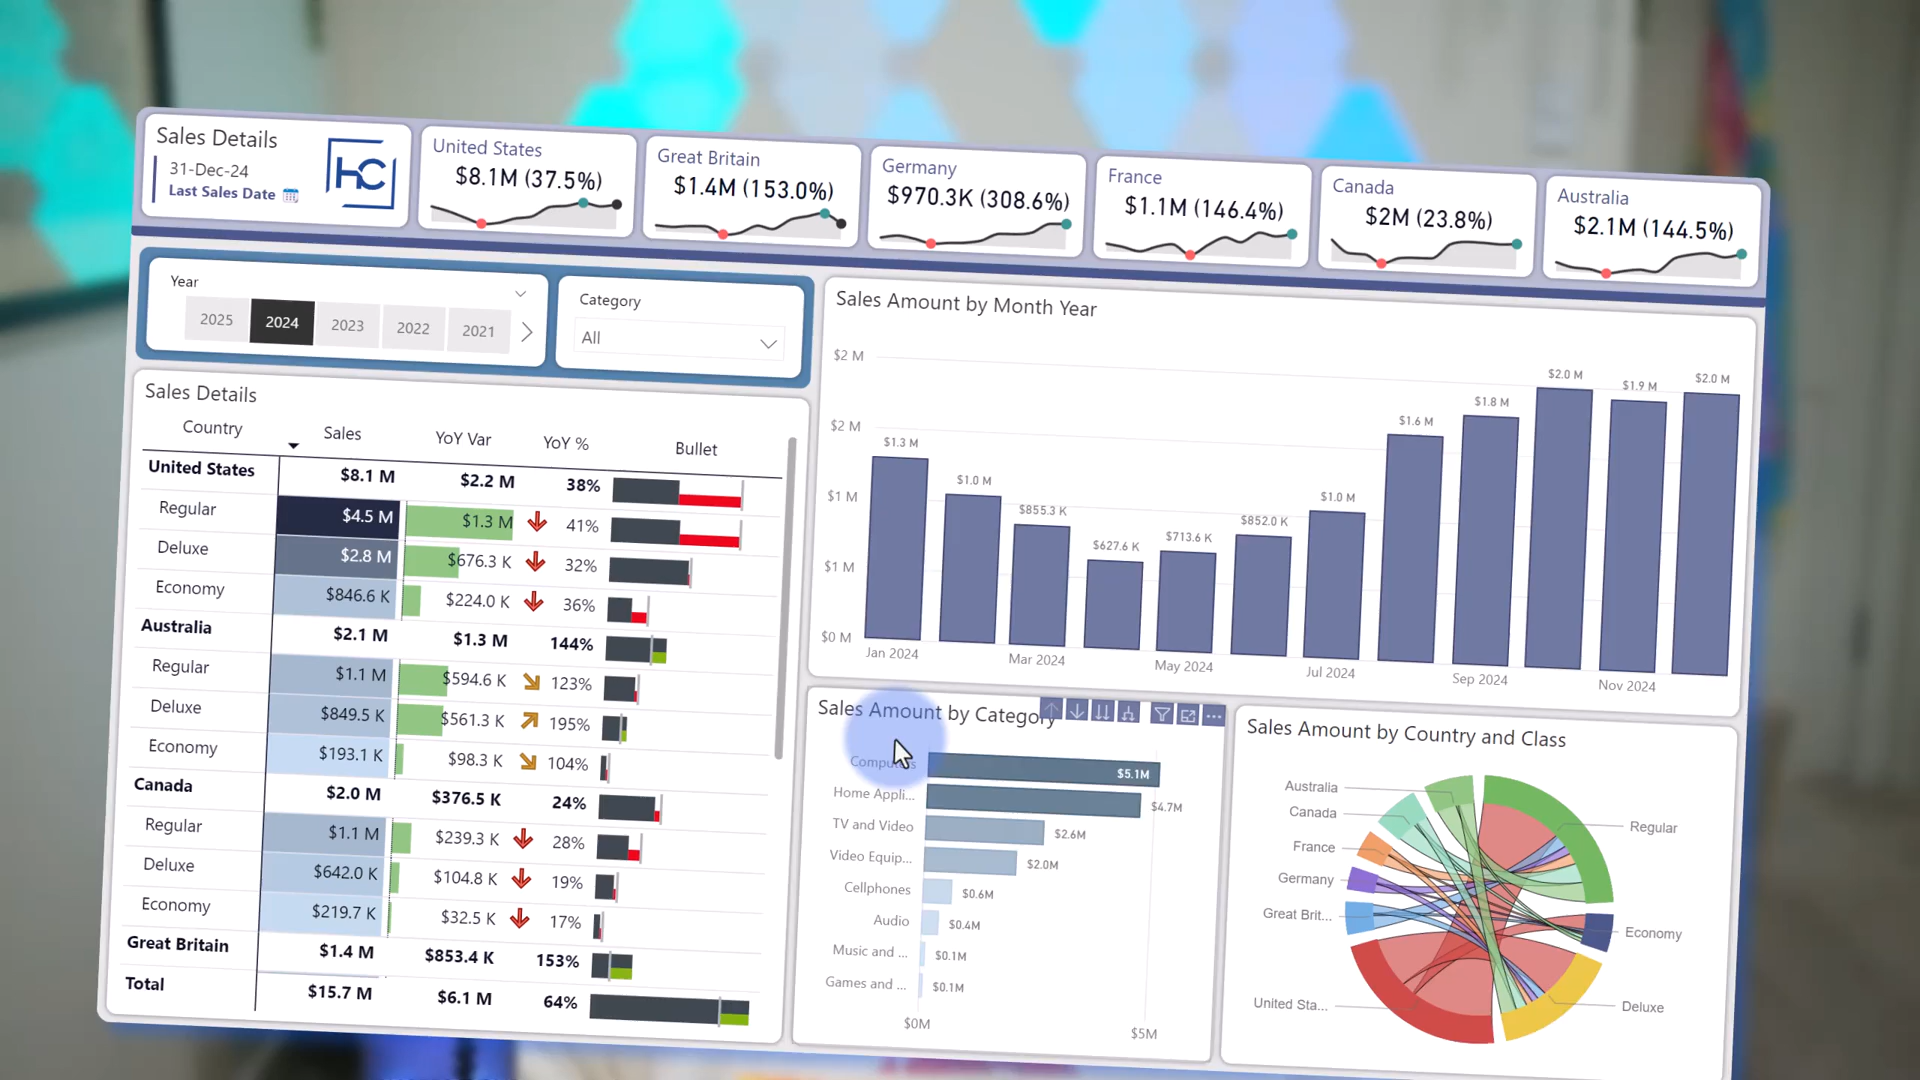 Sales Details
31-Dec-24
Last Sales Date
HC
United States
$8.1M (37.5%)
Great Britain
$1.4M (153.0%)
Germany
$970.3K (308.6%)
France
$1.1M (146.4%)
Canada
$2M (23.8%)
Australia
$2.1M (144.5%)
Year
2025 2024 2023 2022 2021
Category
All
Sales Details
Country Sales YoY Var YoY % Bullet
United States $8.1 M $2.2 M 38%
Regular $4.5 M $1.3 M 41%
Deluxe $2.8 M $676.3 K 32%
Economy $846.6 K $224.0 K 36%
Australia $2.1 M $1.3 M 144%
Regular $1.1 M $594.6 K 123%
Deluxe $849.5 K $561.3 K 195%
Economy $193.1 K $98.3 K 104%
Canada $2.0 M $376.5 K 24%
Regular $1.1 M $239.3 K 28%
Deluxe $642.0 K $104.8 K 19%
Economy $219.7 K $32.5 K 17%
Great Britain $1.4 M $853.4 K 153%
Total $15.7 M $6.1 M 64%
Sales Amount by Month Year
$2 M
$2 M
$1 M
$1 M
$0 M
$1.3 M
$1.0 M
$855.3 K
$627.6 K
$713.6 K
$852.0 K
$1.0 M
$1.6 M
$1.8 M
$2.0 M
$1.9 M
$2.0 M
Jan 2024 Mar 2024 May 2024 Jul 2024 Sep 2024 Nov 2024
Sales Amount by Category
$5.1M
Home Appli... $4.7M
TV and Video $2.6M
Video Equip... $2.0M
Cellphones $0.6M
Audio $0.4M
Music and ... $0.1M
Games and ... $0.1M
$0M $5M
Sales Amount by Country and Class
Australia
Canada
France
Germany
Great Brit...
United Sta...
Regular
Economy
Deluxe